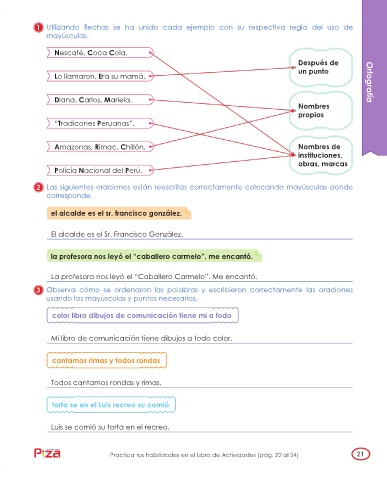 1 Utilizando flechas se ha unido cada ejemplo con su respectiva regla del uso de
mayúsculas.
Nescafé, Coca Cola.
Lo llamaron. Era su mamá.
Diana, Carlos, Mariela.
"Tradicones Peruanas".
Amazonas, Rímac, Chillón.
Policía Nacional del Perú.
Después de
un punto
Nombres
propios
Nombres de
instituciones,
obras, marcas
Ortografía
2 Las siguientes oraciones están reescritas correctamente colocando mayúsculas donde
corresponde.
el alcalde es el sr. francisco gonzález.
El alcalde es el Sr. Francisco González.
la profesora nos leyó el "caballero carmelo". me encantó.
La profesora nos leyó el "Caballero Carmelo". Me encantó.
3 Observa cómo se ordenaron las palabras y escribieron correctamente las oraciones
usando las mayúsculas y puntos necesarios.
color libro dibujos de comunicación tiene mi a todo
Mi libro de comunicación tiene dibujos a todo color.
cantamos rimas y todos rondas
Todos cantamos rondas y rimas.
torta se en el Luis recreo su comió
Luis se comió su torta en el recreo.
Practica tus habilidades en el Libro de Actividades (pág. 22 al 24)
21